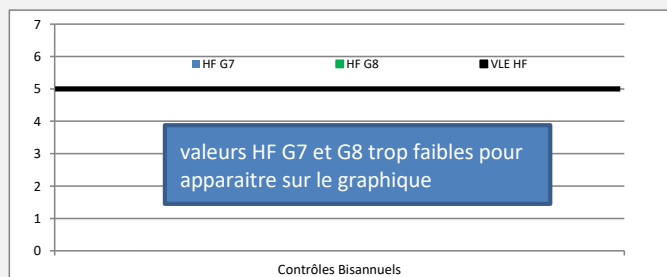 7
6
HF G7 HF G8 VLE HF
5
4
valeurs HF G7 et G8 trop faibles pour
3
apparaitre sur le graphique
2
1
0
Contrôles Bisannuels